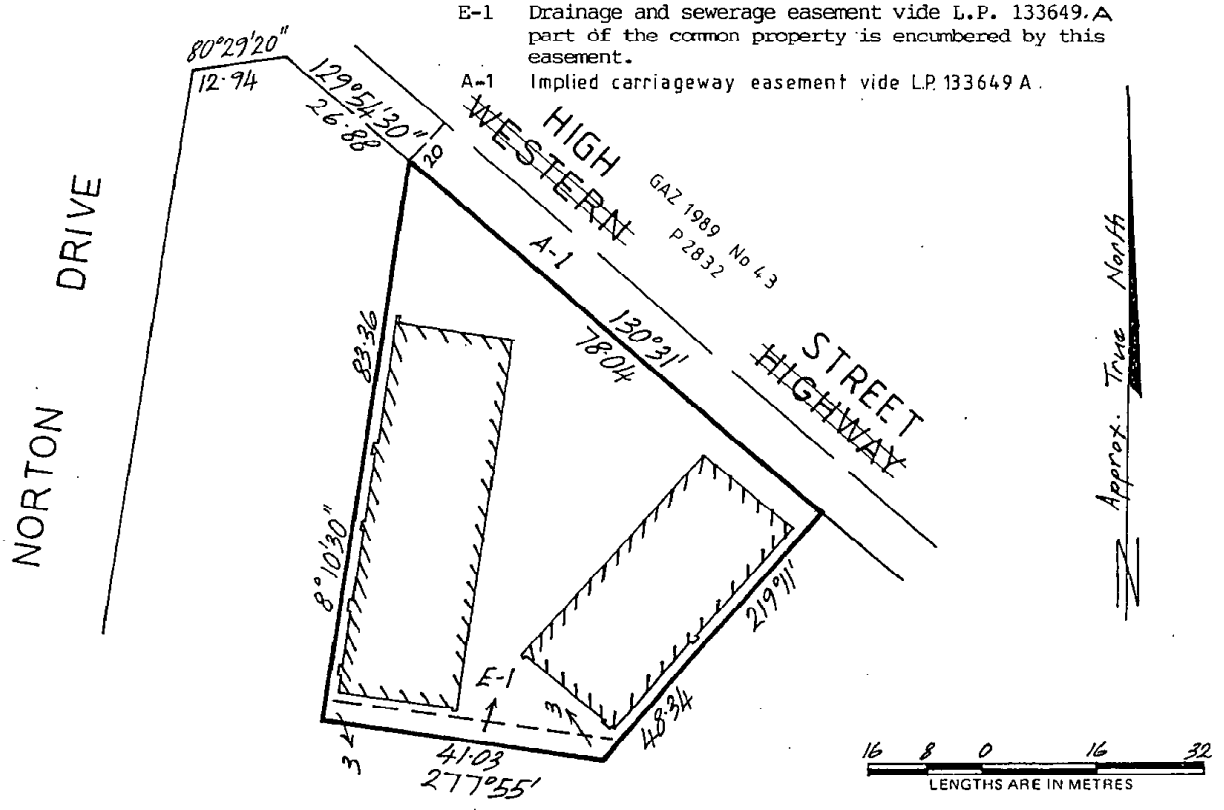 E-1 Drainage and sewerage easement vide L.P. 133649.A
part of the common property is encumbered by this
easement.
A-1 Implied carriageway easement vide L.P. 133649 A.
80°29'20"
12.94
129°54'30"
26.88
20
HIGH
WESTERN
GAZ 1989 No 43
P 2832
A-1
130°31'
78.04
STREET
HIGHWAY
NORTON DRIVE
83.36
8°10'30"
E-1
3
3
219°11'
48.34
41.03
277°55'
Approx. True North
16 8 0 16 32
LENGTHS ARE IN METRES